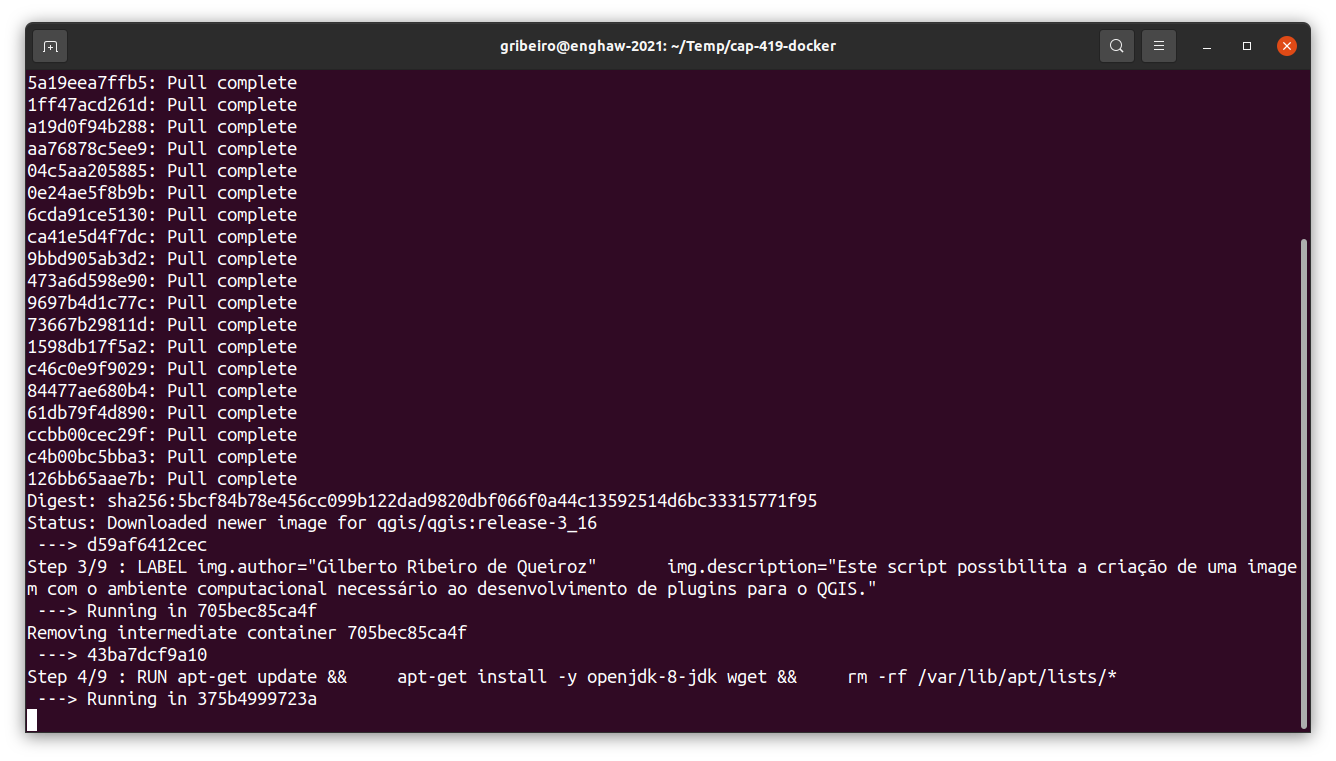 gribeiro@enghaw-2021: ~/Temp/cap-419-docker
5a19eea7ffb5: Pull complete
1ff47acd261d: Pull complete
a19d0f94b288: Pull complete
aa76878c5ee9: Pull complete
04c5aa205885: Pull complete
0e24ae5f8b9b: Pull complete
6cda91ce5130: Pull complete
ca41e5d4f7dc: Pull complete
9bbd905ab3d2: Pull complete
473a6d598e90: Pull complete
9697b4d1c77c: Pull complete
73667b29811d: Pull complete
1598db17f5a2: Pull complete
c46c0e9f9029: Pull complete
84477ae680b4: Pull complete
61db79f4d890: Pull complete
ccbb00cec29f: Pull complete
c4b00bc5bba3: Pull complete
126bb65aae7b: Pull complete
Digest: sha256:5bcf84b78e456cc099b122dad9820dbf066f0a44c13592514d6bc33315771f95
Status: Downloaded newer image for qgis/qgis:release-3_16
 ---> d59af6412cec
Step 3/9 : LABEL img.author="Gilberto Ribeiro de Queiroz"       img.description="Este script possibilita a criação de uma image
m com o ambiente computacional necessário ao desenvolvimento de plugins para o QGIS."
 ---> Running in 705bec85ca4f
Removing intermediate container 705bec85ca4f
 ---> 43ba7dcf9a10
Step 4/9 : RUN apt-get update &&     apt-get install -y openjdk-8-jdk wget &&     rm -rf /var/lib/apt/lists/*
 ---> Running in 375b4999723a